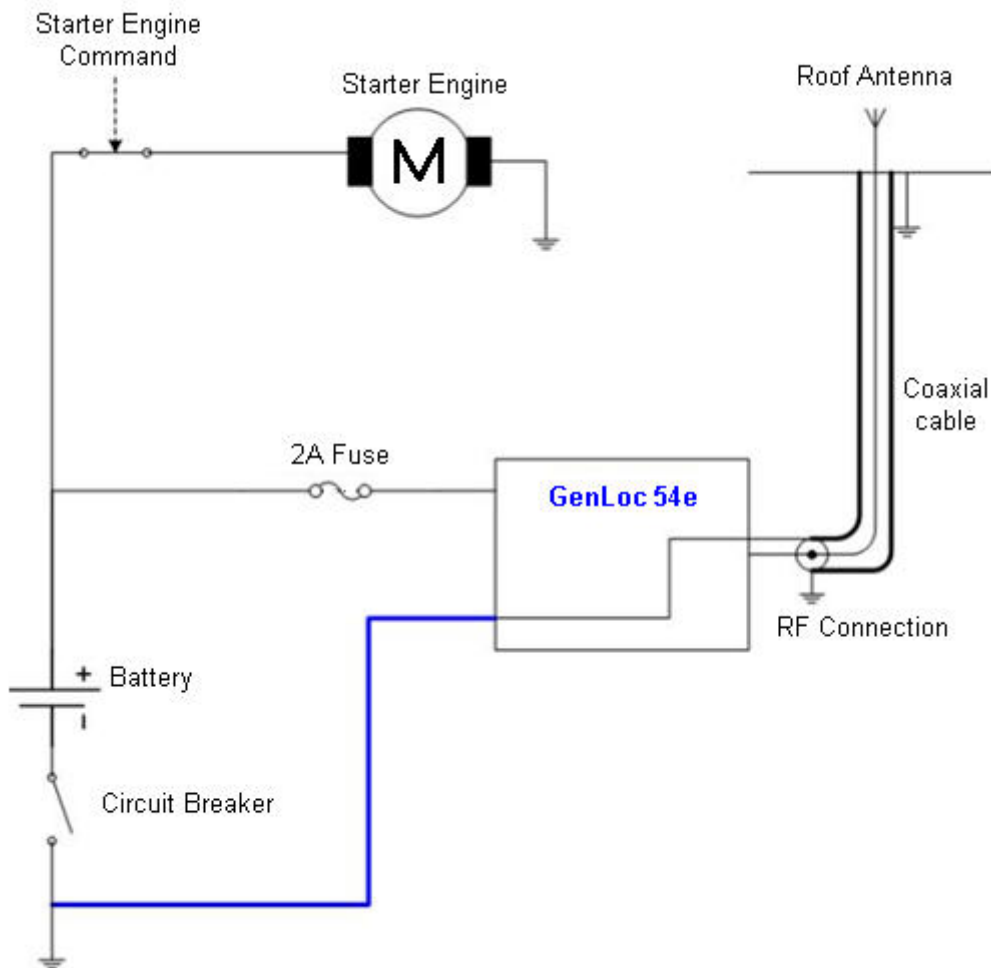 Starter Engine
Command
Starter Engine
M
Roof Antenna
Coaxial
cable
2A Fuse
GenLoc 54e
RF Connection
+
Battery
Circuit Breaker